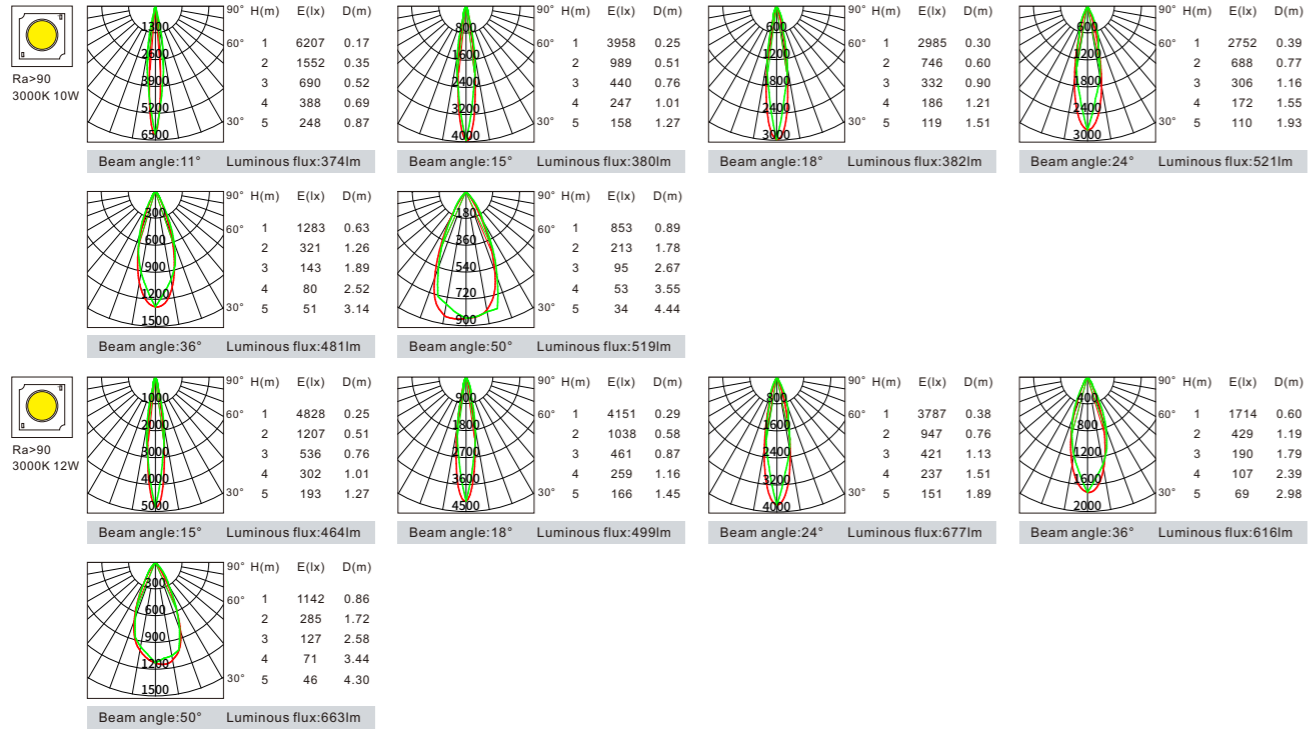 Ra>90
3000K 10W
90° H(m) E(lx) D(m)
1300
60° 1 6207 0.17
2600
2 1552 0.35
3900
3 690 0.52
5200
4 388 0.69
30° 5 248 0.87
6500
Beam angle:11° Luminous flux:374lm
90° H(m) E(lx) D(m)
800
60° 1 3958 0.25
1600
2 989 0.51
2400
3 440 0.76
3200
4 247 1.01
30° 5 158 1.27
4000
Beam angle:15° Luminous flux:380lm
90° H(m) E(lx) D(m)
600
60° 1 2985 0.30
1200
2 746 0.60
1800
3 332 0.90
2400
4 186 1.21
30° 5 119 1.51
3000
Beam angle:18° Luminous flux:382lm
90° H(m) E(lx) D(m)
600
60° 1 2752 0.39
1200
2 688 0.77
1800
3 306 1.16
2400
4 172 1.55
30° 5 110 1.93
3000
Beam angle:24° Luminous flux:521lm
90° H(m) E(lx) D(m)
300
60° 1 1283 0.63
600
2 321 1.26
900
3 143 1.89
1200
4 80 2.52
30° 5 51 3.14
1500
Beam angle:36° Luminous flux:481lm
90° H(m) E(lx) D(m)
180
60° 1 853 0.89
360
2 213 1.78
540
3 95 2.67
720
4 53 3.55
30° 5 34 4.44
900
Beam angle:50° Luminous flux:519lm
Ra>90
3000K 12W
90° H(m) E(lx) D(m)
1000
60° 1 4828 0.25
2000
2 1207 0.51
3000
3 536 0.76
4000
4 302 1.01
30° 5 193 1.27
5000
Beam angle:15° Luminous flux:464lm
90° H(m) E(lx) D(m)
900
60° 1 4151 0.29
1800
2 1038 0.58
2700
3 461 0.87
3600
4 259 1.16
30° 5 166 1.45
4500
Beam angle:18° Luminous flux:499lm
90° H(m) E(lx) D(m)
800
60° 1 3787 0.38
1600
2 947 0.76
2400
3 421 1.13
3200
4 237 1.51
30° 5 151 1.89
4000
Beam angle:24° Luminous flux:677lm
90° H(m) E(lx) D(m)
400
60° 1 1714 0.60
800
2 429 1.19
1200
3 190 1.79
1600
4 107 2.39
30° 5 69 2.98
2000
Beam angle:36° Luminous flux:616lm
90° H(m) E(lx) D(m)
300
60° 1 1142 0.86
600
2 285 1.72
900
3 127 2.58
1200
4 71 3.44
30° 5 46 4.30
1500
Beam angle:50° Luminous flux:663lm